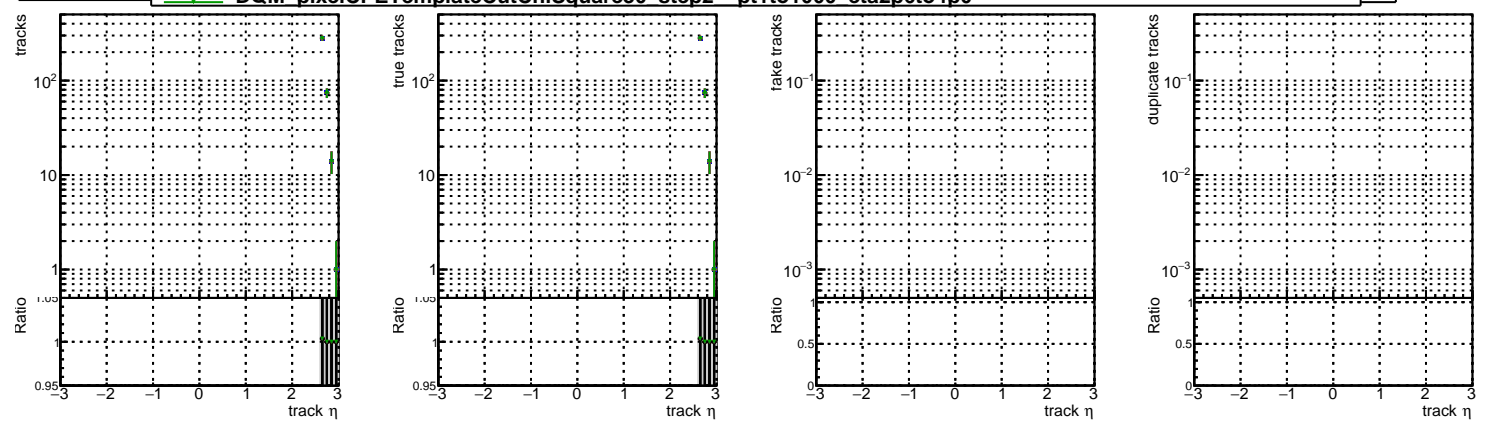 tracks
true tracks
fake tracks
duplicate tracks
10² 10² 10⁻¹ 10⁻¹
10 10 10⁻² 10⁻²
1 1 10⁻³ 10⁻³
Ratio Ratio Ratio Ratio
1 1 0.5 0.5
0.95 0.95 0 0
−3 −2 −1 0 1 2 3 −3 −2 −1 0 1 2 3 −3 −2 −1 0 1 2 3 −3 −2 −1 0 1 2 3
track η track η track η track η